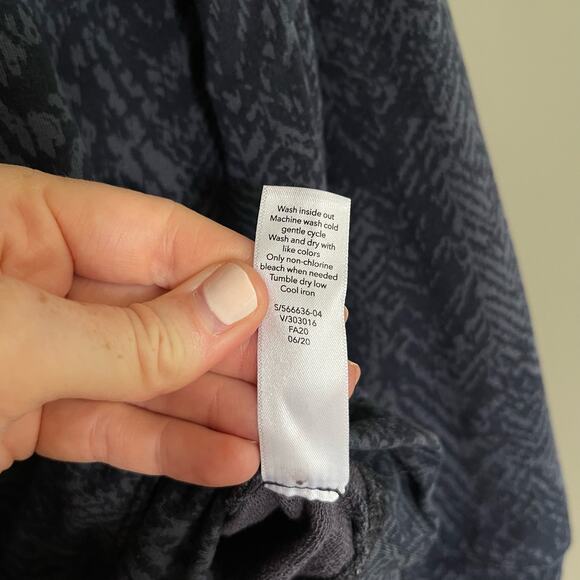 Wash inside out
Machine wash cold
gentle cycle
Wash and dry with
like colors
Only non-chlorine
bleach when needed
Tumble dry low
Cool iron
S/566636-04
V/303016
FA20
06/20